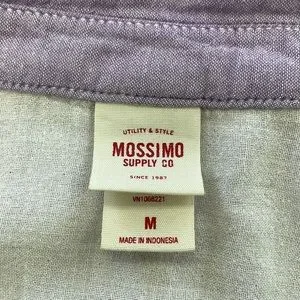 UTILITY & STYLE
MOSSIMO
SUPPLY CO
SINCE 1987
VN1068221
M
MADE IN INDONESIA